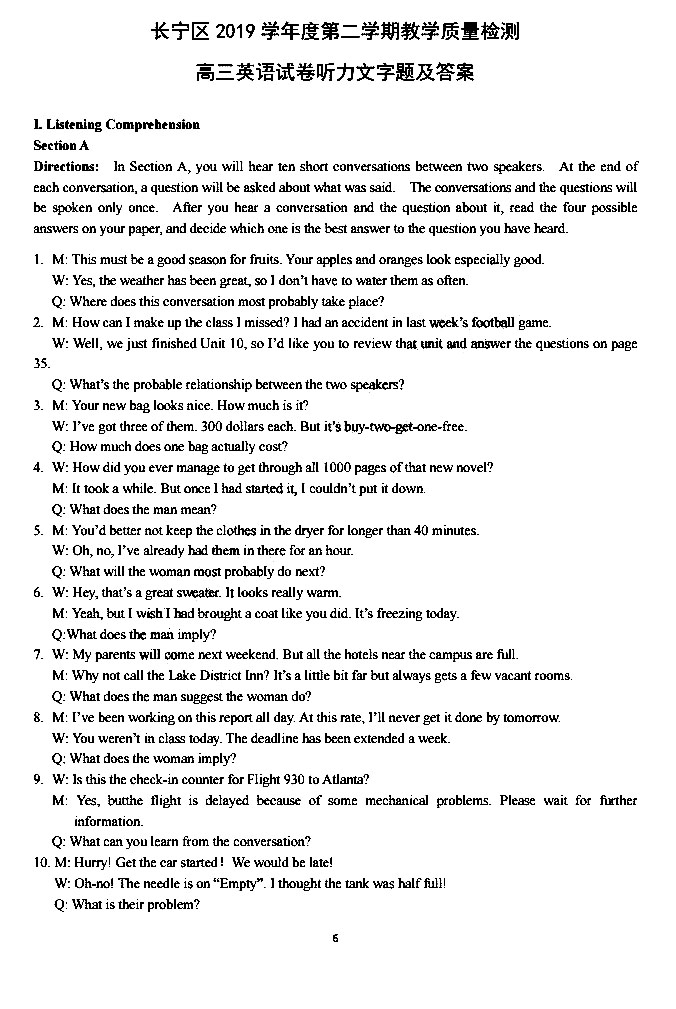 长宁区 2019 学年度第二学期教学质量检测
高三英语试卷听力文字题及答案
I. Listening Comprehension
Section A
Directions: In Section A, you will hear ten short conversations between two speakers. At the end of
each conversation, a question will be asked about what was said. The conversations and the questions will
be spoken only once. After you hear a conversation and the question about it, read the four possible
answers on your paper, and decide which one is the best answer to the question you have heard.
1. M: This must be a good season for fruits. Your apples and oranges look especially good.
W: Yes, the weather has been great, so I don't have to water them as often.
Q: Where does this conversation most probably take place?
2. M: How can I make up the class I missed? I had an accident in last week's football game.
W: Well, we just finished Unit 10, so I'd like you to review that unit and answer the questions on page
35.
Q: What's the probable relationship between the two speakers?
3. M: Your new bag looks nice. How much is it?
W: I've got three of them. 300 dollars each. But it's buy-two-get-one-free.
Q: How much does one bag actually cost?
4. W: How did you ever manage to get through all 1000 pages of that new novel?
M: It took a while. But once I had started it, I couldn't put it down.
Q: What does the man mean?
5. M: You'd better not keep the clothes in the dryer for longer than 40 minutes.
W: Oh, no, I've already had them in there for an hour.
Q: What will the woman most probably do next?
6. W: Hey, that's a great sweater. It looks really warm.
M: Yeah, but I wish I had brought a coat like you did. It's freezing today.
Q:What does the man imply?
7. W: My parents will come next weekend. But all the hotels near the campus are full.
M: Why not call the Lake District Inn? It's a little bit far but always gets a few vacant rooms.
Q: What does the man suggest the woman do?
8. M: I've been working on this report all day. At this rate, I'll never get it done by tomorrow.
W: You weren't in class today. The deadline has been extended a week.
Q: What does the woman imply?
9. W: Is this the check-in counter for Flight 930 to Atlanta?
M: Yes, butthe flight is delayed because of some mechanical problems. Please wait for further
information.
Q: What can you learn from the conversation?
10. M: Hurry! Get the car started! We would be late!
W: Oh-no! The needle is on "Empty". I thought the tank was half full!
Q: What is their problem?
6